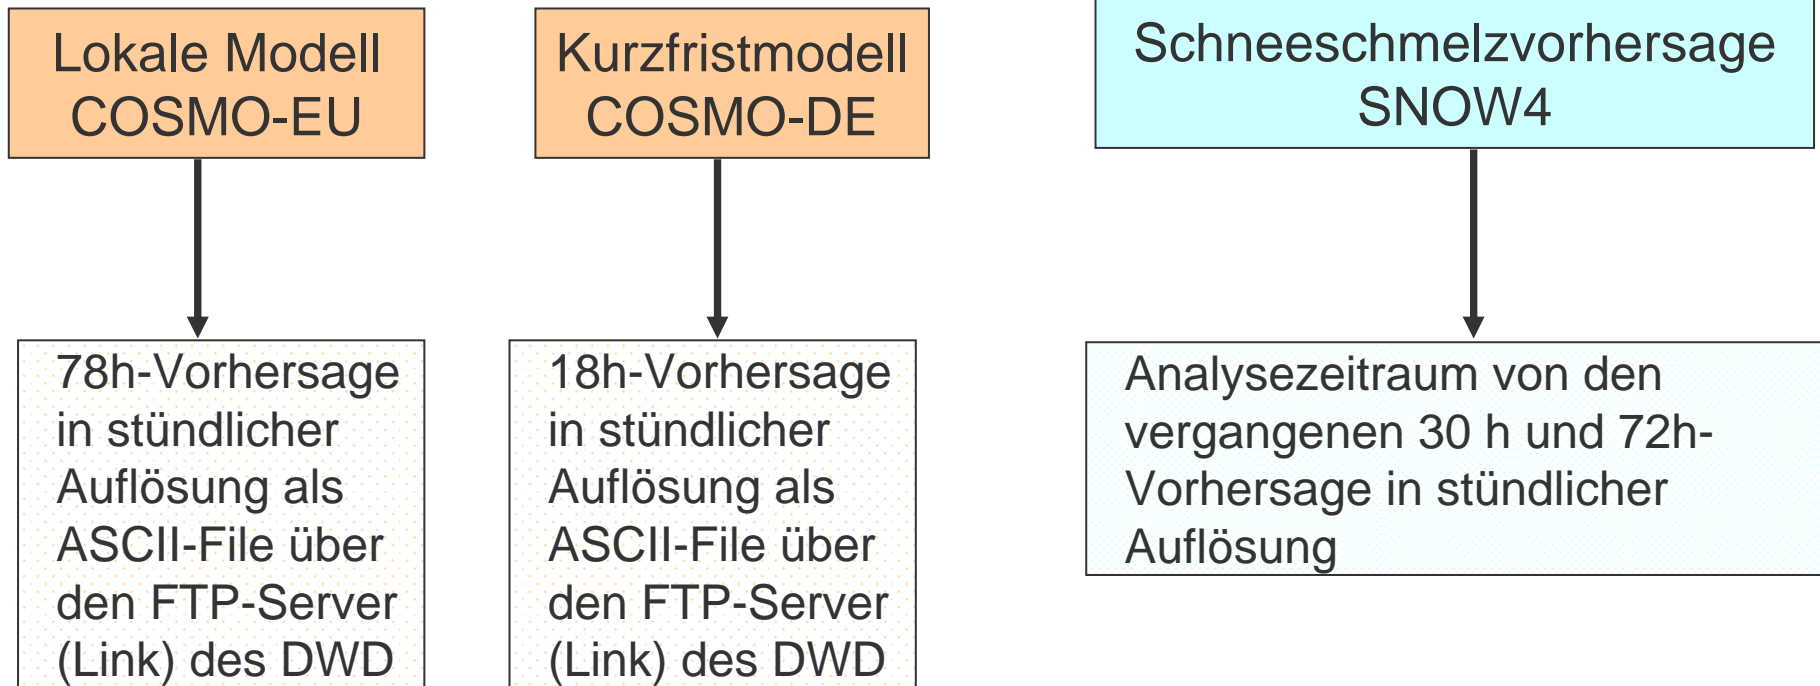 Lokale Modell
COSMO-EU
Kurzfristmodell
COSMO-DE
Schneeschmelzvorhersage
SNOW4
78h-Vorhersage
in stündlicher
Auflösung als
ASCII-File über
den FTP-Server
(Link) des DWD
18h-Vorhersage
in stündlicher
Auflösung als
ASCII-File über
den FTP-Server
(Link) des DWD
Analysezeitraum von den
vergangenen 30 h und 72h-
Vorhersage in stündlicher
Auflösung